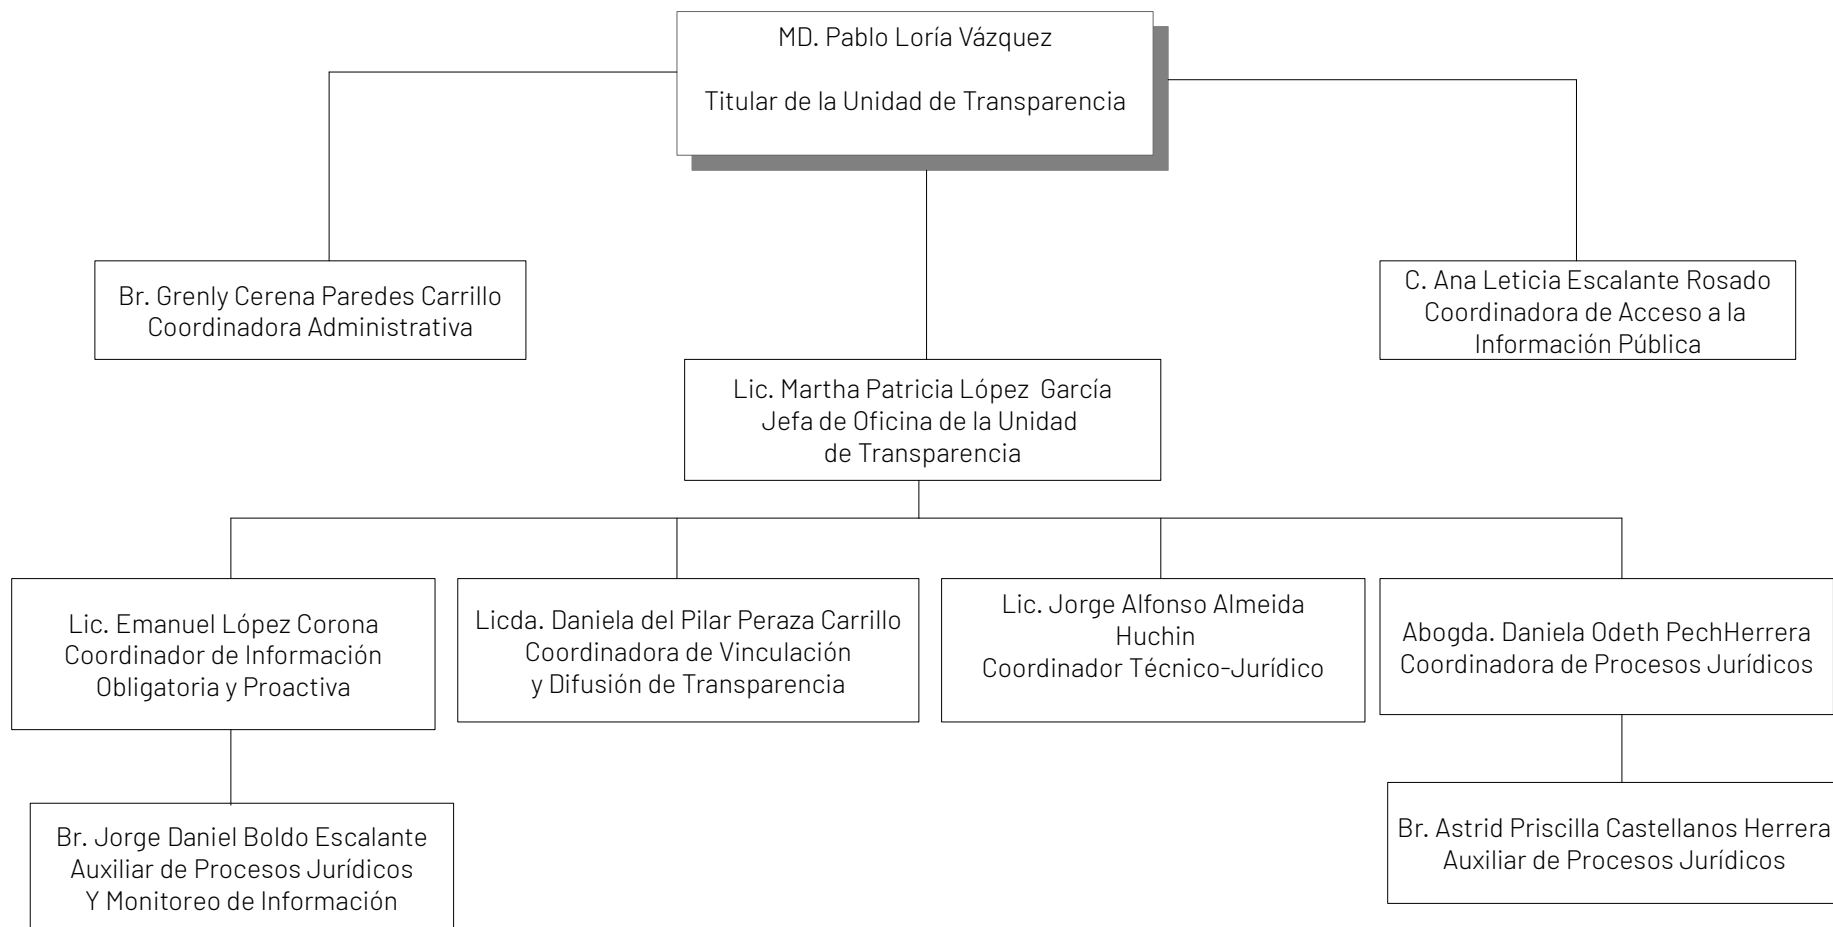 MD. Pablo Loría Vázquez
Titular de la Unidad de Transparencia
Br. Grenly Cerena Paredes Carrillo
Coordinadora Administrativa
C. Ana Leticia Escalante Rosado
Coordinadora de Acceso a la
Información Pública
Lic. Martha Patricia López García
Jefa de Oficina de la Unidad
de Transparencia
Lic. Emanuel López Corona
Coordinador de Información
Obligatoria y Proactiva
Licda. Daniela del Pilar Peraza Carrillo
Coordinadora de Vinculación
y Difusión de Transparencia
Lic. Jorge Alfonso Almeida
Huchin
Coordinador Técnico-Jurídico
Abogda. Daniela Odeth PechHerrera
Coordinadora de Procesos Jurídicos
Br. Jorge Daniel Boldo Escalante
Auxiliar de Procesos Jurídicos
Y Monitoreo de Información
Br. Astrid Priscilla Castellanos Herrera
Auxiliar de Procesos Jurídicos